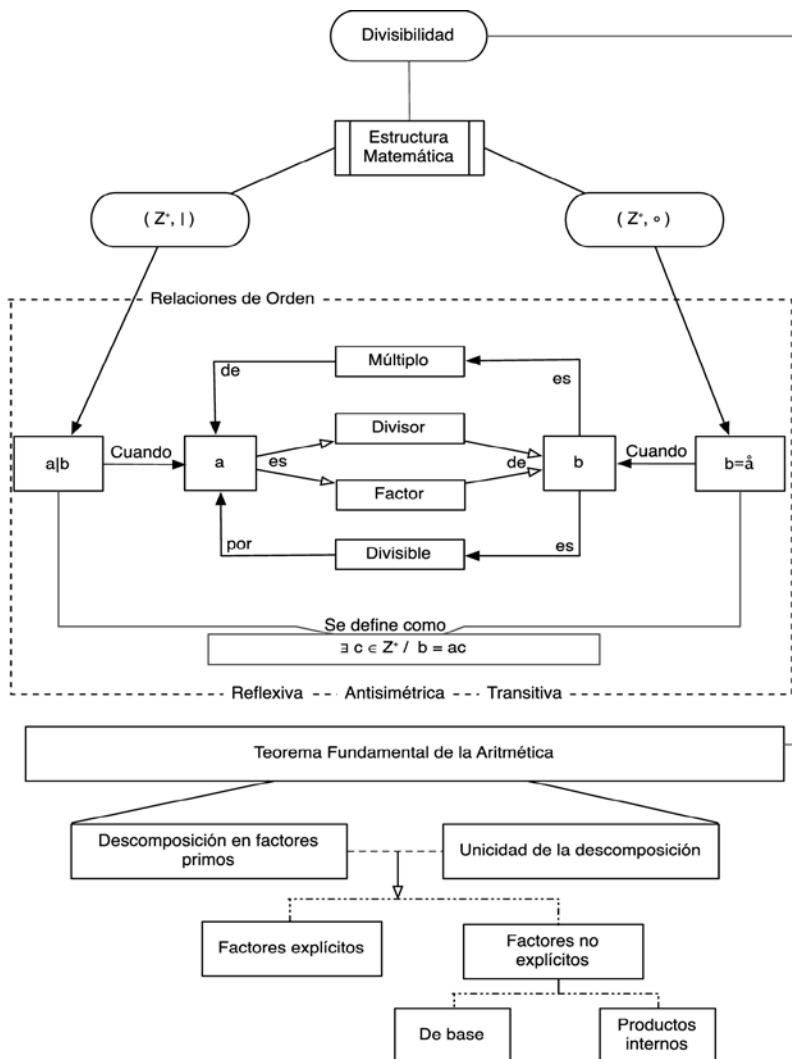 Divisibilidad
Estructura
Matemática
( Z⁺, | )
( Z⁺, ∘ )
Relaciones de Orden
Múltiplo
de
es
Divisor
a|b
Cuando
a
es
de
b
Cuando
b=å
Factor
por
Divisible
es
Se define como
∃ c ∈ Z⁺ / b = ac
Reflexiva
Antisimétrica
Transitiva
Teorema Fundamental de la Aritmética
Descomposición en factores
primos
Unicidad de la descomposición
Factores explícitos
Factores no
explícitos
De base
Productos
internos